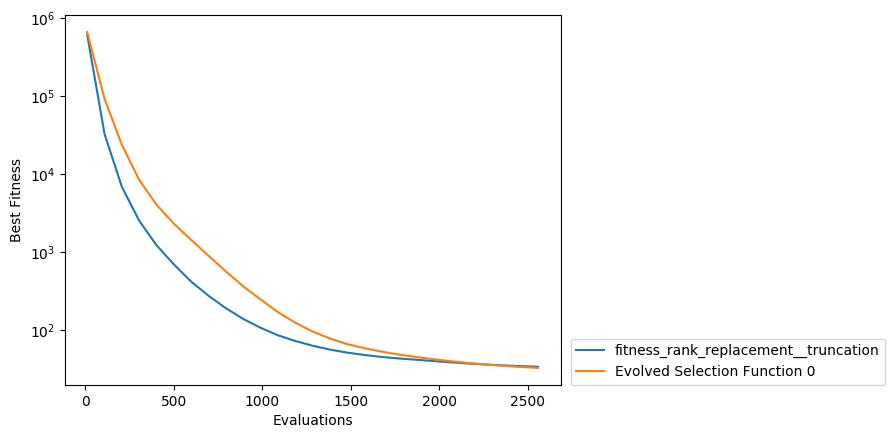 10^6
10^5
10^4
10^3
10^2
Best Fitness
0 500 1000 1500 2000 2500
Evaluations
fitness_rank_replacement__truncation
Evolved Selection Function 0